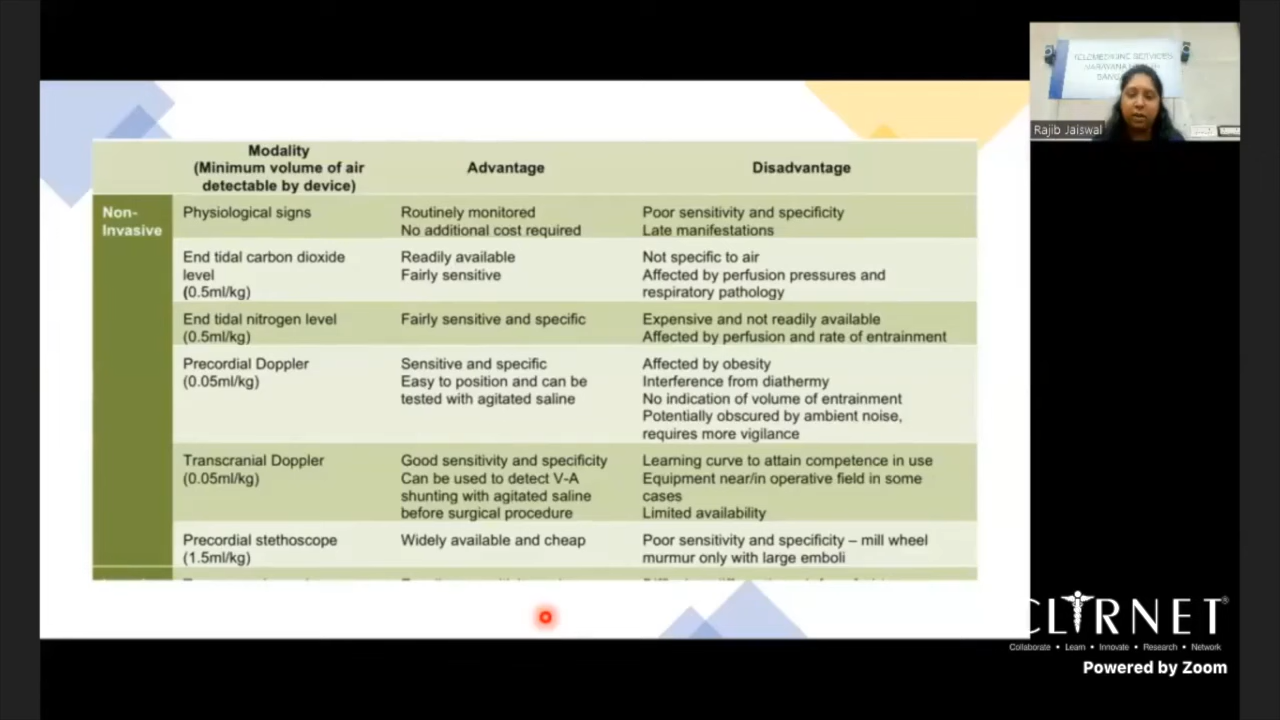 Modality
(Minimum volume of air
detectable by device)
Advantage
Disadvantage
Non-
Invasive
Physiological signs
Routinely monitored
No additional cost required
Poor sensitivity and specificity
Late manifestations
End tidal carbon dioxide
level
(0.5ml/kg)
Readily available
Fairly sensitive
Not specific to air
Affected by perfusion pressures and
respiratory pathology
End tidal nitrogen level
(0.5ml/kg)
Fairly sensitive and specific
Expensive and not readily available
Affected by perfusion and rate of entrainment
Precordial Doppler
(0.05ml/kg)
Sensitive and specific
Easy to position and can be
tested with agitated saline
Affected by obesity
Interference from diathermy
No indication of volume of entrainment
Potentially obscured by ambient noise,
requires more vigilance
Transcranial Doppler
(0.05ml/kg)
Good sensitivity and specificity
Can be used to detect V-A
shunting with agitated saline
before surgical procedure
Learning curve to attain competence in use
Equipment near/in operative field in some
cases
Limited availability
Precordial stethoscope
(1.5ml/kg)
Widely available and cheap
Poor sensitivity and specificity – mill wheel
murmur only with large emboli
TELEMEDICINE SERVICES
NARAYANA
Rajib Jaiswal
CLIRNET®
Collaborate • Learn • Innovate • Research • Network
Powered by Zoom